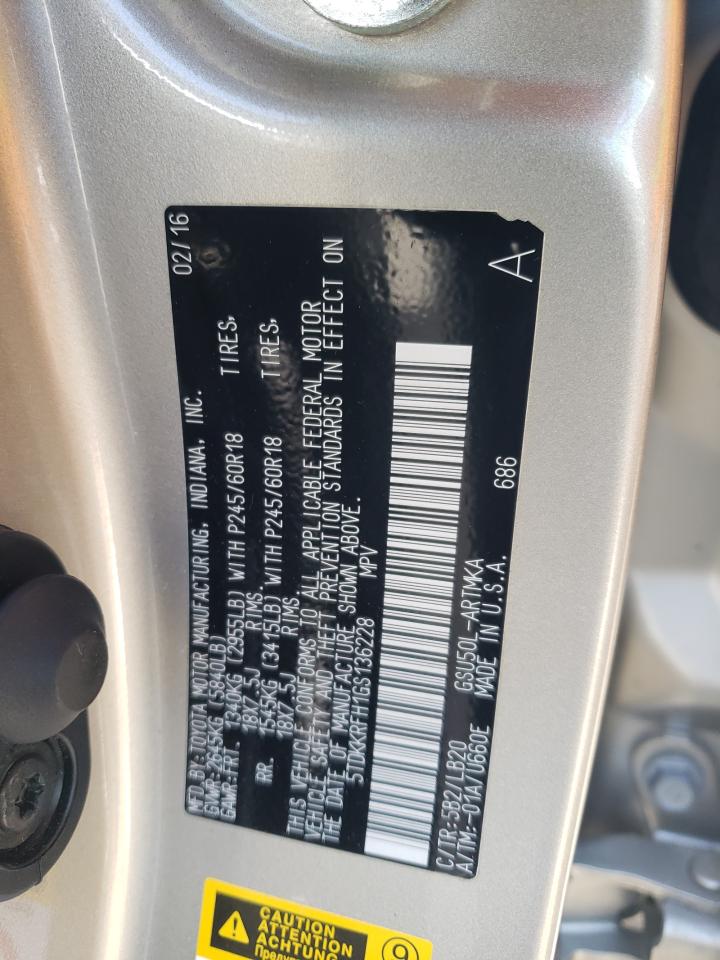 MFD.BY:TOYOTA MOTOR MANUFACTURING, INDIANA, INC. 02/16
GVWR:2645KG (5840LB)
GAWR:FRT. 1340KG (2955LB) WITH P245/60R18 TIRES,
18X7.5J RIMS,
RR. 1545KG (3415LB) WITH P245/60R18 TIRES,
18X7.5J RIMS,
THIS VEHICLE CONFORMS TO ALL APPLICABLE FEDERAL MOTOR
VEHICLE SAFETY AND THEFT PREVENTION STANDARDS IN EFFECT ON
THE DATE OF MANUFACTURE SHOWN ABOVE.
5TDKKRFH1GS136228 MPV
C/TR:5B2/LB20 GSU50L-ARTMKA 686
A/TM:-01A/U660E MADE IN U.S.A. A
CAUTION
ATTENTION
ACHTUNG
9